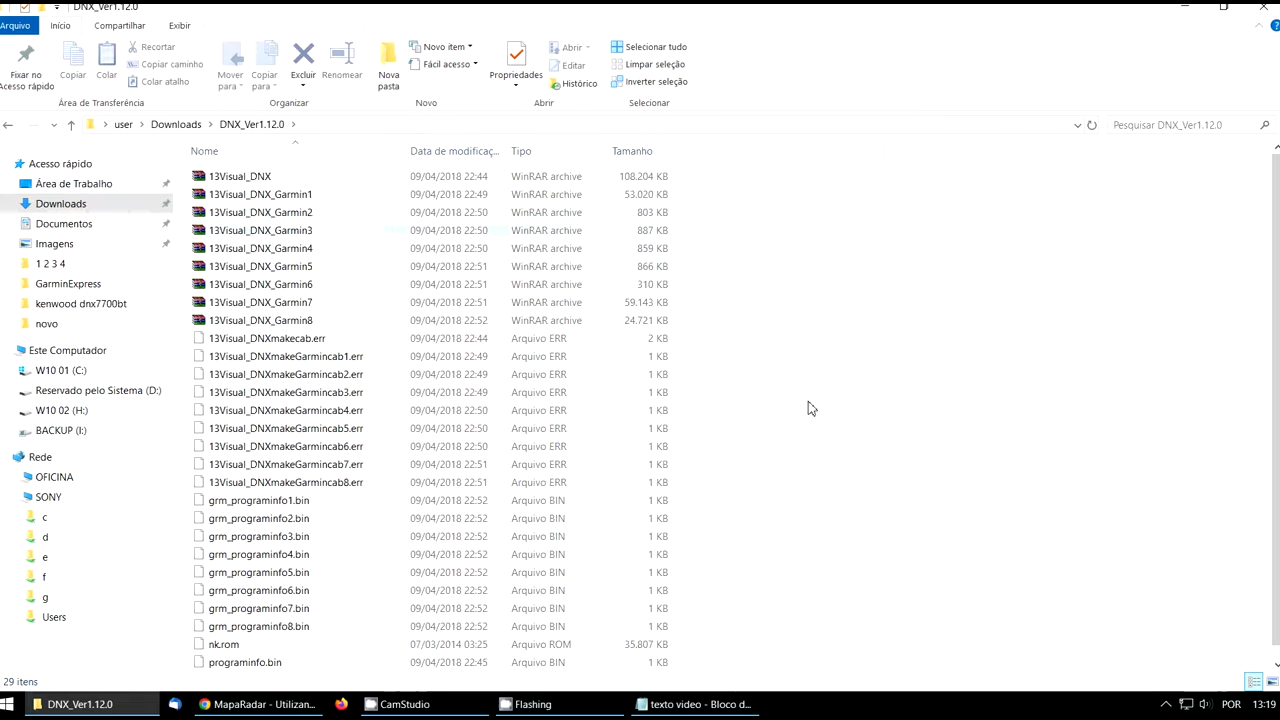 DNX_Ver1.12.0
Arquivo Início Compartilhar Exibir
Fixar no Acesso rápido
Copiar
Colar
Recortar
Copiar caminho
Colar atalho
Área de Transferência
Mover para
Copiar para
Excluir
Renomear
Organizar
Nova pasta
Novo item
Fácil acesso
Novo
Propriedades
Abrir
Editar
Histórico
Abrir
Selecionar tudo
Limpar seleção
Inverter seleção
Selecionar
user > Downloads > DNX_Ver1.12.0 >
Pesquisar DNX_Ver1.12.0
Acesso rápido
Área de Trabalho
Downloads
Documentos
Imagens
1 2 3 4
GarminExpress
kenwood dnx7700bt
novo
Este Computador
W10 01 (C:)
Reservado pelo Sistema (D:)
W10 02 (H:)
BACKUP (I:)
Rede
OFICINA
SONY
c
d
e
f
g
Users
Nome Data de modificaç... Tipo Tamanho
13Visual_DNX 09/04/2018 22:44 WinRAR archive 108.204 KB
13Visual_DNX_Garmin1 09/04/2018 22:49 WinRAR archive 53.020 KB
13Visual_DNX_Garmin2 09/04/2018 22:50 WinRAR archive 803 KB
13Visual_DNX_Garmin3 09/04/2018 22:50 WinRAR archive 887 KB
13Visual_DNX_Garmin4 09/04/2018 22:50 WinRAR archive 859 KB
13Visual_DNX_Garmin5 09/04/2018 22:51 WinRAR archive 866 KB
13Visual_DNX_Garmin6 09/04/2018 22:51 WinRAR archive 310 KB
13Visual_DNX_Garmin7 09/04/2018 22:51 WinRAR archive 59.143 KB
13Visual_DNX_Garmin8 09/04/2018 22:52 WinRAR archive 24.721 KB
13Visual_DNXmakecab.err 09/04/2018 22:44 Arquivo ERR 2 KB
13Visual_DNXmakeGarmincab1.err 09/04/2018 22:49 Arquivo ERR 1 KB
13Visual_DNXmakeGarmincab2.err 09/04/2018 22:49 Arquivo ERR 1 KB
13Visual_DNXmakeGarmincab3.err 09/04/2018 22:49 Arquivo ERR 1 KB
13Visual_DNXmakeGarmincab4.err 09/04/2018 22:50 Arquivo ERR 1 KB
13Visual_DNXmakeGarmincab5.err 09/04/2018 22:50 Arquivo ERR 1 KB
13Visual_DNXmakeGarmincab6.err 09/04/2018 22:50 Arquivo ERR 1 KB
13Visual_DNXmakeGarmincab7.err 09/04/2018 22:51 Arquivo ERR 1 KB
13Visual_DNXmakeGarmincab8.err 09/04/2018 22:51 Arquivo ERR 1 KB
grm_programinfo1.bin 09/04/2018 22:52 Arquivo BIN 1 KB
grm_programinfo2.bin 09/04/2018 22:52 Arquivo BIN 1 KB
grm_programinfo3.bin 09/04/2018 22:52 Arquivo BIN 1 KB
grm_programinfo4.bin 09/04/2018 22:52 Arquivo BIN 1 KB
grm_programinfo5.bin 09/04/2018 22:52 Arquivo BIN 1 KB
grm_programinfo6.bin 09/04/2018 22:52 Arquivo BIN 1 KB
grm_programinfo7.bin 09/04/2018 22:52 Arquivo BIN 1 KB
grm_programinfo8.bin 09/04/2018 22:52 Arquivo BIN 1 KB
nk.rom 07/03/2014 03:25 Arquivo ROM 35.807 KB
programinfo.bin 09/04/2018 22:45 Arquivo BIN 1 KB
29 itens
DNX_Ver1.12.0 MapaRadar - Utilizan... CamStudio Flashing texto video - Bloco d... POR 13:19